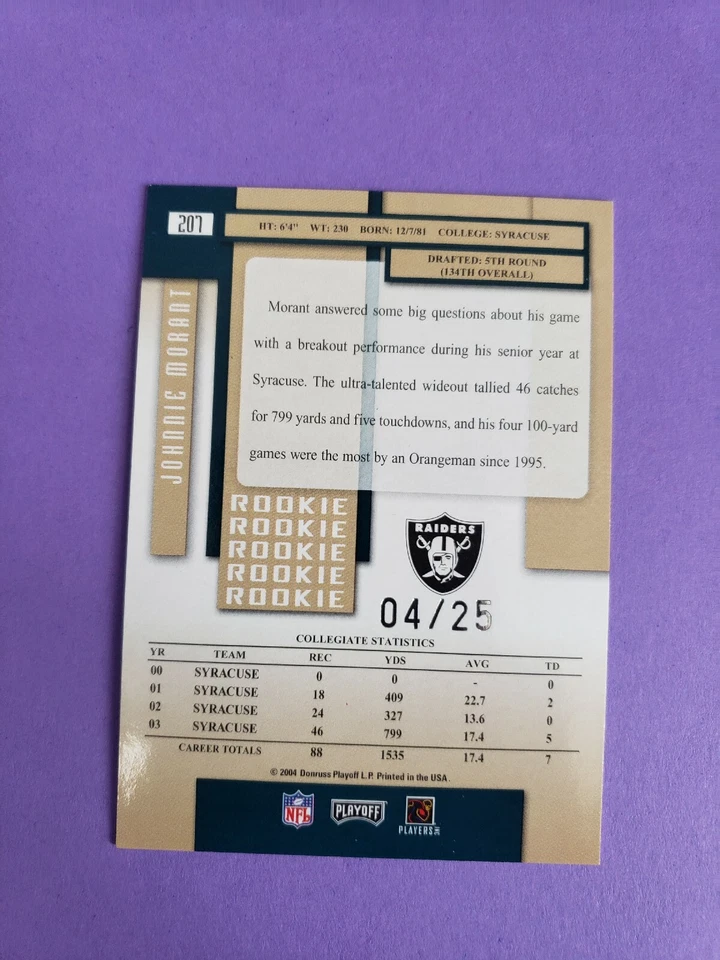 207
HT: 6'4" WT: 230 BORN: 12/7/81 COLLEGE: SYRACUSE
DRAFTED: 5TH ROUND
(134TH OVERALL)
JOHNNIE MORANT
Morant answered some big questions about his game
with a breakout performance during his senior year at
Syracuse. The ultra-talented wideout tallied 46 catches
for 799 yards and five touchdowns, and his four 100-yard
games were the most by an Orangeman since 1995.
ROOKIE
ROOKIE
ROOKIE
ROOKIE
ROOKIE
RAIDERS
04/25
COLLEGIATE STATISTICS
YR TEAM REC YDS AVG TD
00 SYRACUSE 0 0 - 0
01 SYRACUSE 18 409 22.7 2
02 SYRACUSE 24 327 13.6 0
03 SYRACUSE 46 799 17.4 5
CAREER TOTALS 88 1535 17.4 7
© 2004 Donruss Playoff L.P. Printed in the USA.
NFL
PLAYOFF
PLAYERS INC